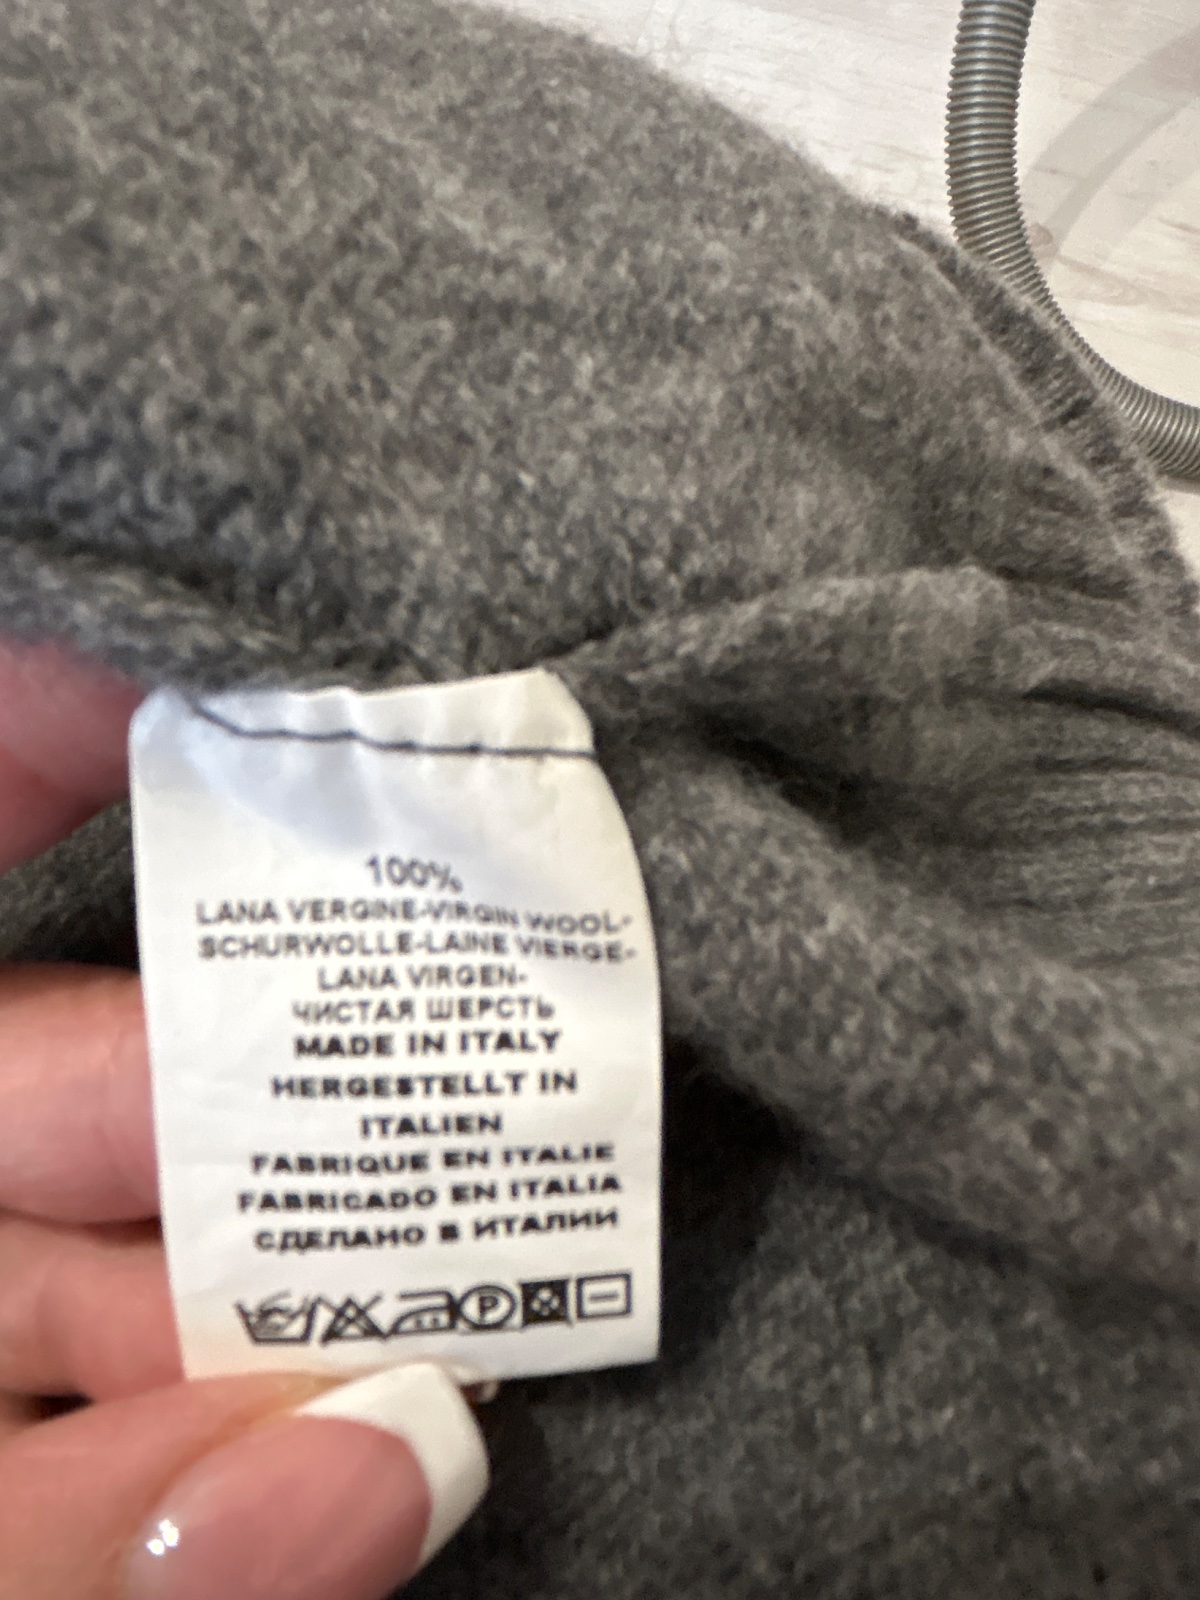 100%
LANA VERGINE-VIRGIN WOOL-
SCHURWOLLE-LAINE VIERGE-
LANA VIRGEN-
ЧИСТАЯ ШЕРСТЬ
MADE IN ITALY
HERGESTELLT IN
ITALIEN
FABRIQUE EN ITALIE
FABRICADO EN ITALIA
СДЕЛАНО В ИТАЛИИ
P